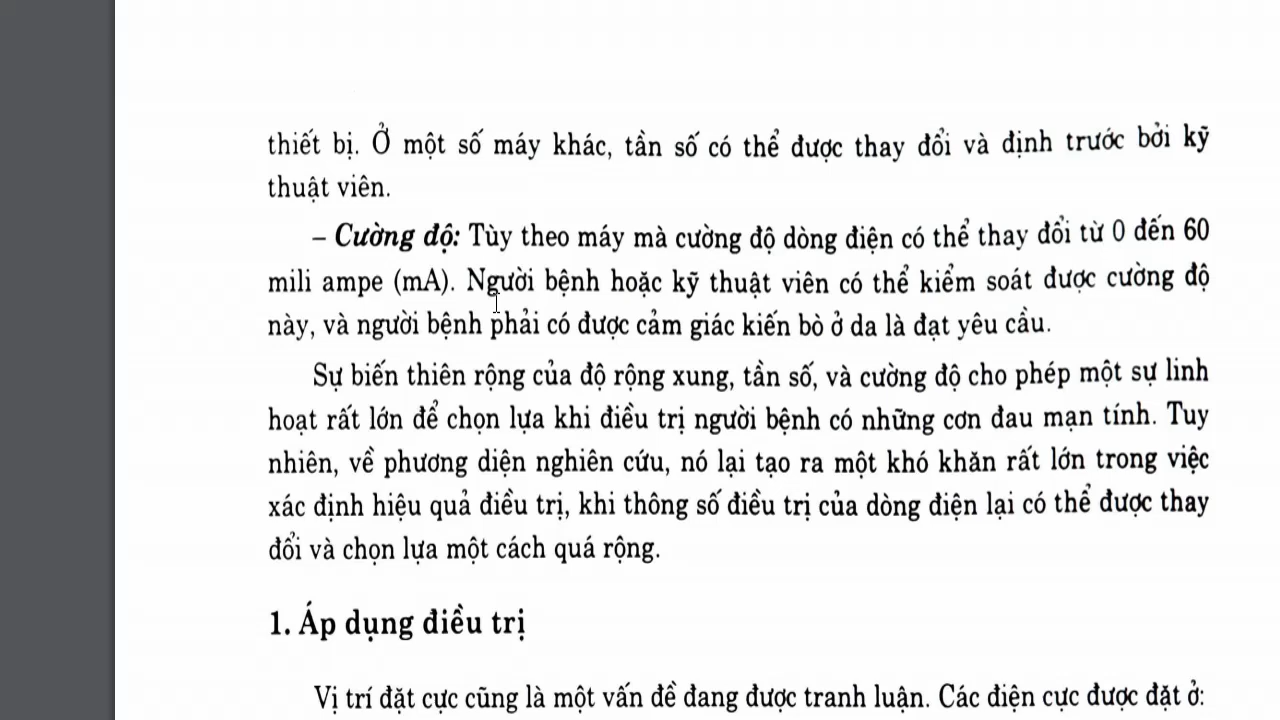 thiết bị. Ở một số máy khác, tần số có thể được thay đổi và định trước bởi kỹ
thuật viên.
– Cường độ: Tùy theo máy mà cường độ dòng điện có thể thay đổi từ 0 đến 60
mili ampe (mA). Người bệnh hoặc kỹ thuật viên có thể kiểm soát được cường độ
này, và người bệnh phải có được cảm giác kiến bò ở da là đạt yêu cầu.
Sự biến thiên rộng của độ rộng xung, tần số, và cường độ cho phép một sự linh
hoạt rất lớn để chọn lựa khi điều trị người bệnh có những cơn đau mạn tính. Tuy
nhiên, về phương diện nghiên cứu, nó lại tạo ra một khó khăn rất lớn trong việc
xác định hiệu quả điều trị, khi thông số điều trị của dòng điện lại có thể được thay
đổi và chọn lựa một cách quá rộng.
1. Áp dụng điều trị
Vị trí đặt cực cũng là một vấn đề đang được tranh luận. Các điện cực được đặt ở: